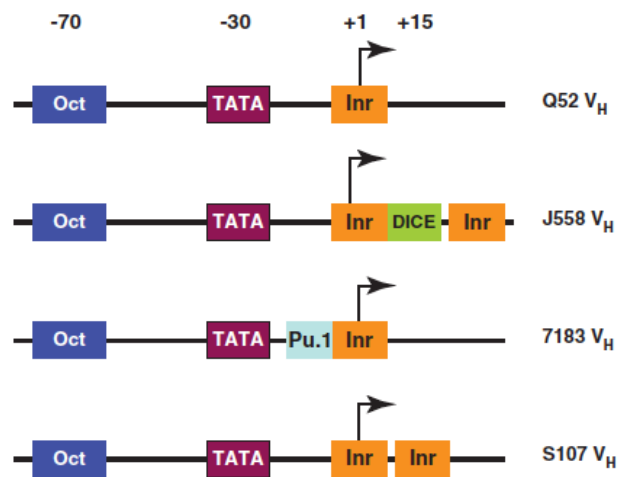 -70 -30 +1 +15
Oct TATA Inr Q52 VH
Oct TATA Inr DICE Inr J558 VH
Oct TATA Pu.1 Inr 7183 VH
Oct TATA Inr Inr S107 VH